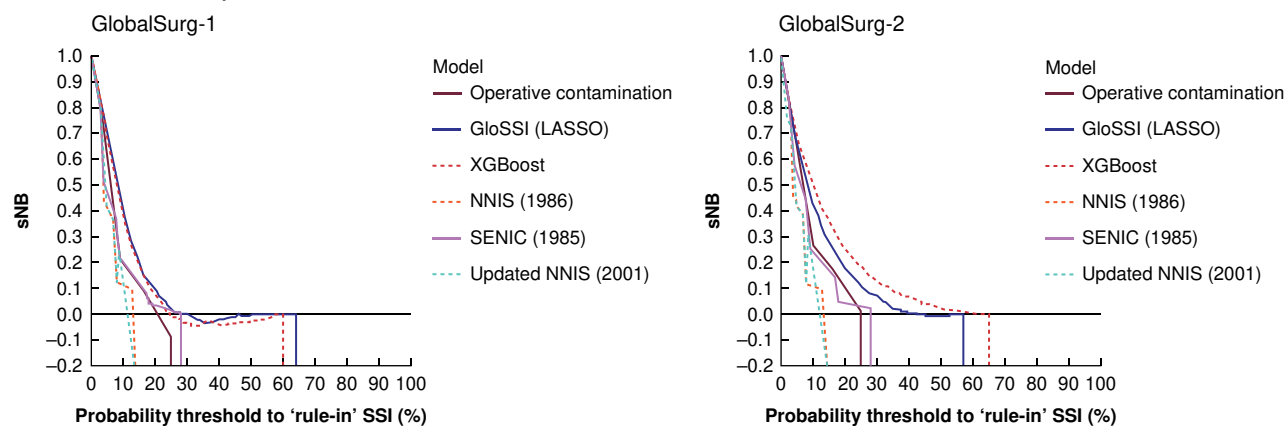 GlobalSurg-1
1.0
0.9
0.8
0.7
0.6
0.5
0.4
0.3
0.2
0.1
0.0
–0.1
–0.2
sNB
0 10 20 30 40 50 60 70 80 90 100
Probability threshold to ‘rule-in’ SSI (%)
Model
Operative contamination
GloSSI (LASSO)
XGBoost
NNIS (1986)
SENIC (1985)
Updated NNIS (2001)
GlobalSurg-2
1.0
0.9
0.8
0.7
0.6
0.5
0.4
0.3
0.2
0.1
0.0
–0.1
–0.2
sNB
0 10 20 30 40 50 60 70 80 90 100
Probability threshold to ‘rule-in’ SSI (%)
Model
Operative contamination
GloSSI (LASSO)
XGBoost
NNIS (1986)
SENIC (1985)
Updated NNIS (2001)